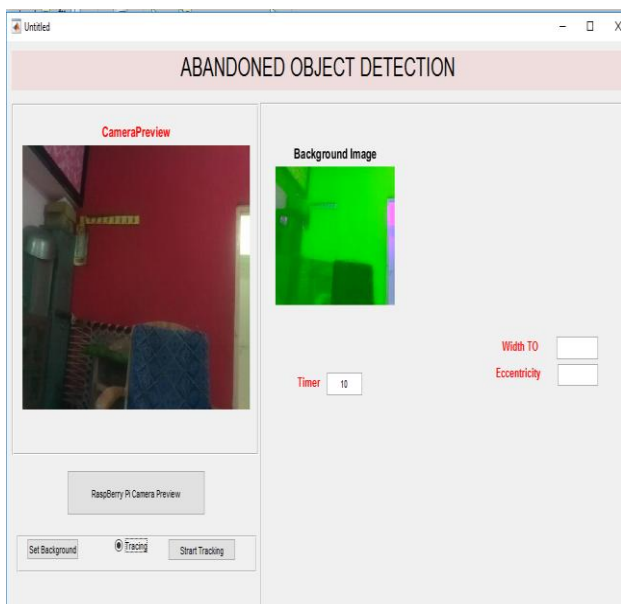 Untitled
ABANDONED OBJECT DETECTION
CameraPreview
Background Image
Width TO
Eccentricity
Timer 10
RaspBerry Pi Camera Preview
Set Background Tracing Strart Tracking